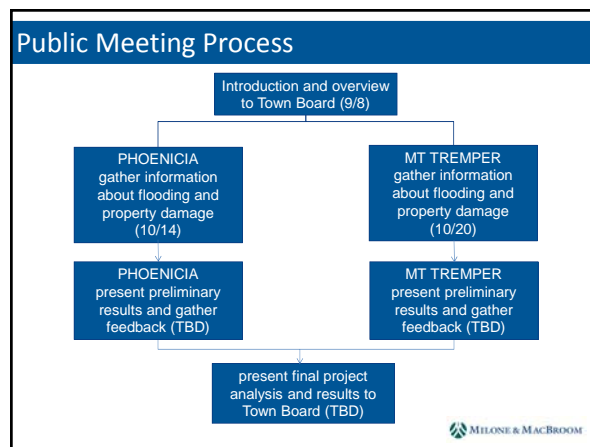 Public Meeting Process
Introduction and overview
to Town Board (9/8)
PHOENICIA
gather information
about flooding and
property damage
(10/14)
MT TREMPER
gather information
about flooding and
property damage
(10/20)
PHOENICIA
present preliminary
results and gather
feedback (TBD)
MT TREMPER
present preliminary
results and gather
feedback (TBD)
present final project
analysis and results to
Town Board (TBD)
MILONE & MACBROOM